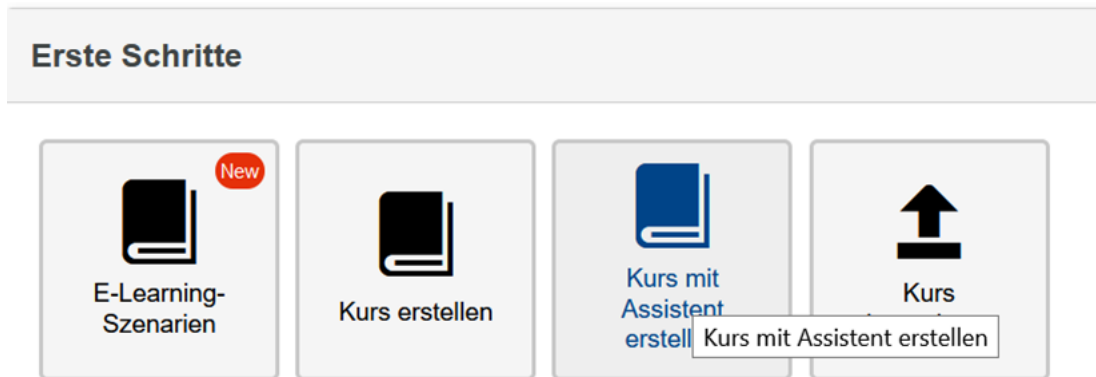 Erste Schritte
New
E-Learning-
Szenarien
Kurs erstellen
Kurs mit
Assistent
erstell
Kurs
Kurs mit Assistent erstellen